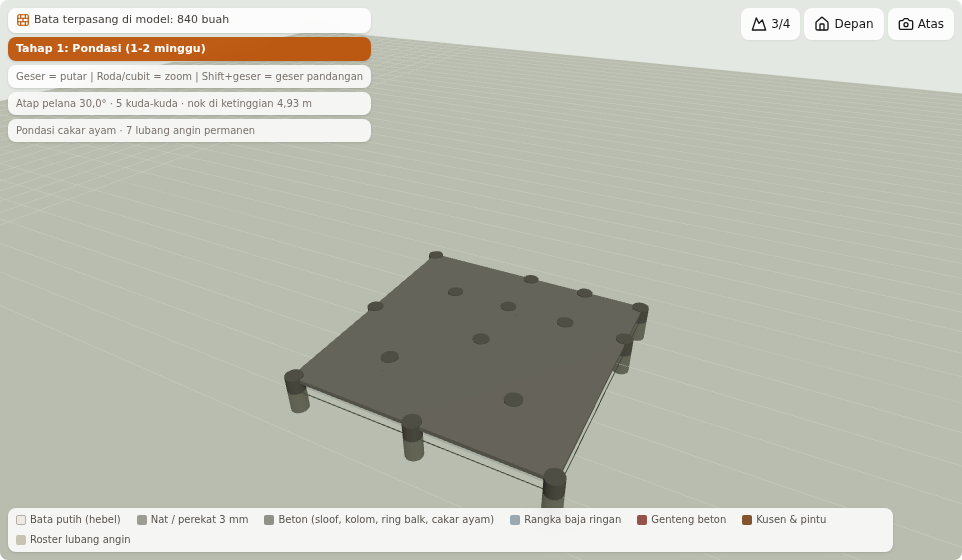 Bata terpasang di model: 840 buah
Tahap 1: Pondasi (1-2 minggu)
Geser = putar | Roda/cubit = zoom | Shift+geser = geser pandangan
Atap pelana 30,0° · 5 kuda-kuda · nok di ketinggian 4,93 m
Pondasi cakar ayam · 7 lubang angin permanen
3/4 Depan Atas
Bata putih (hebel) Nat / perekat 3 mm Beton (sloof, kolom, ring balk, cakar ayam) Rangka baja ringan Genteng beton Kusen & pintu
Roster lubang angin